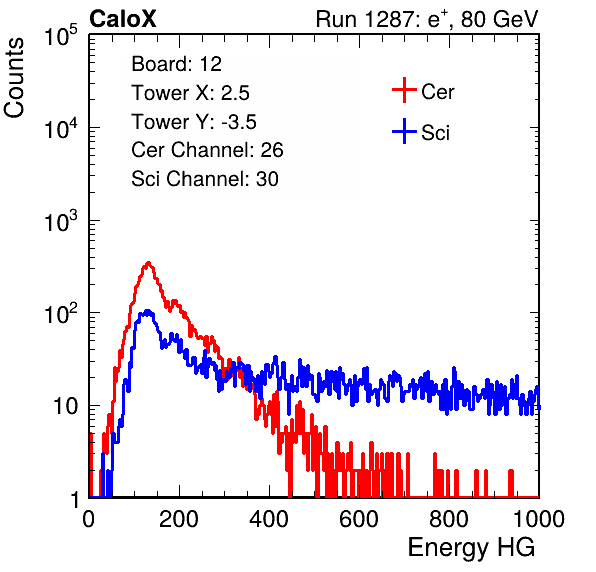 CaloX Run 1287: e⁺, 80 GeV
Counts
Board: 12
Tower X: 2.5
Tower Y: -3.5
Cer Channel: 26
Sci Channel: 30
Cer
Sci
10⁵
10⁴
10³
10²
10
1
0 200 400 600 800 1000
Energy HG